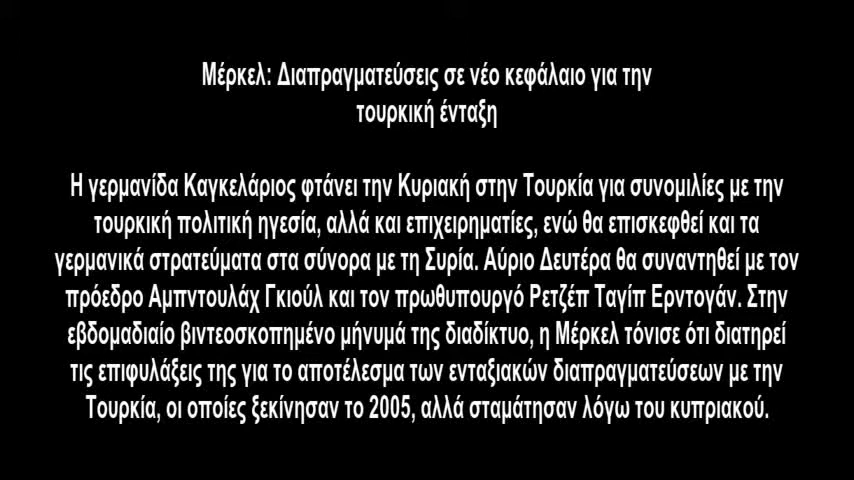 Μέρκελ: Διαπραγματεύσεις σε νέο κεφάλαιο για την
τουρκική ένταξη
Η γερμανίδα Καγκελάριος φτάνει την Κυριακή στην Τουρκία για συνομιλίες με την
τουρκική πολιτική ηγεσία, αλλά και επιχειρηματίες, ενώ θα επισκεφθεί και τα
γερμανικά στρατεύματα στα σύνορα με τη Συρία. Αύριο Δευτέρα θα συναντηθεί με τον
πρόεδρο Αμπντουλάχ Γκιούλ και τον πρωθυπουργό Ρετζέπ Ταγίπ Ερντογάν. Στην
εβδομαδιαίο βιντεοσκοπημένο μήνυμά της διαδίκτυο, η Μέρκελ τόνισε ότι διατηρεί
τις επιφυλάξεις της για το αποτέλεσμα των ενταξιακών διαπραγματεύσεων με την
Τουρκία, οι οποίες ξεκίνησαν το 2005, αλλά σταμάτησαν λόγω του κυπριακού.